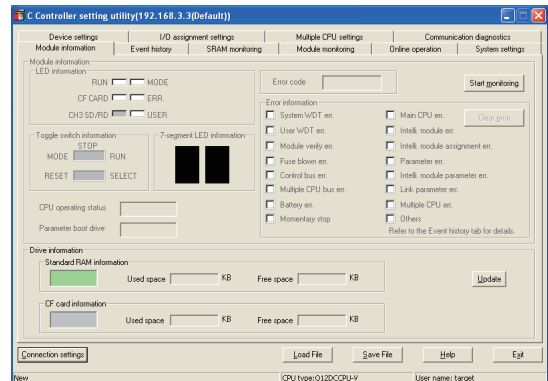 C Controller setting utility(192.168.3.3(Default))
Device settings I/O assignment settings Multiple CPU settings Communication diagnostics
Module information Event history SRAM monitoring Module monitoring Online operation System settings
Module information
LED information
RUN MODE
CF CARD ERR.
CH3 SD/RD USER
Error code
Start monitoring
Error information
System WDT err. Main CPU err. Clear error
User WDT err. Intelli. module err.
Module verify err. Intelli. module assignment err.
Fuse blown err. Parameter err.
Control bus err. Intelli. module parameter err.
Multiple CPU bus err. Link parameter err.
Battery err. Multiple CPU err.
Momentary stop Others
Refer to the Event history tab for details.
Toggle switch information 7-segment LED information
STOP
MODE RUN
RESET SELECT
CPU operating status
Parameter boot drive
Drive information
Standard RAM information
Used space KB Free space KB
Update
CF card information
Used space KB Free space KB
Connection settings Load File Save File Help Exit
New CPU type:Q12DCCPU-V User name: target